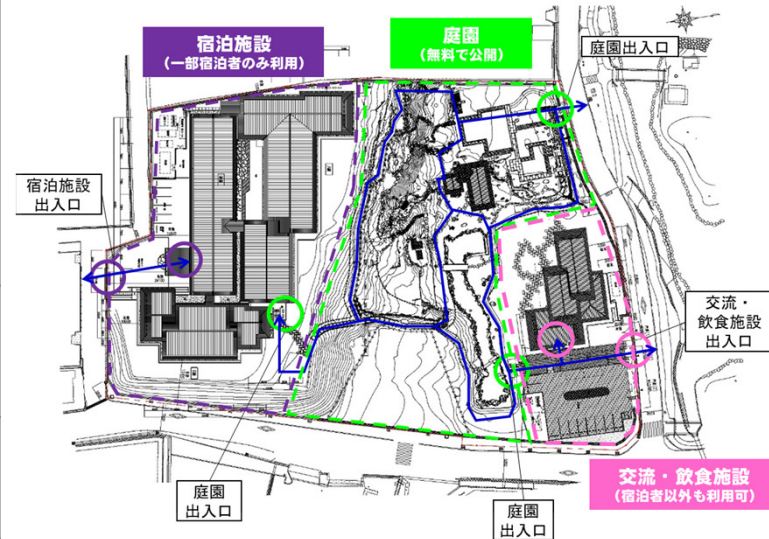 宿泊施設
（一部宿泊者のみ利用）
庭園
（無料で公開）
庭園出入口
宿泊施設
出入口
交流・
飲食施設
出入口
庭園
出入口
庭園
出入口
交流・飲食施設
（宿泊者以外も利用可）